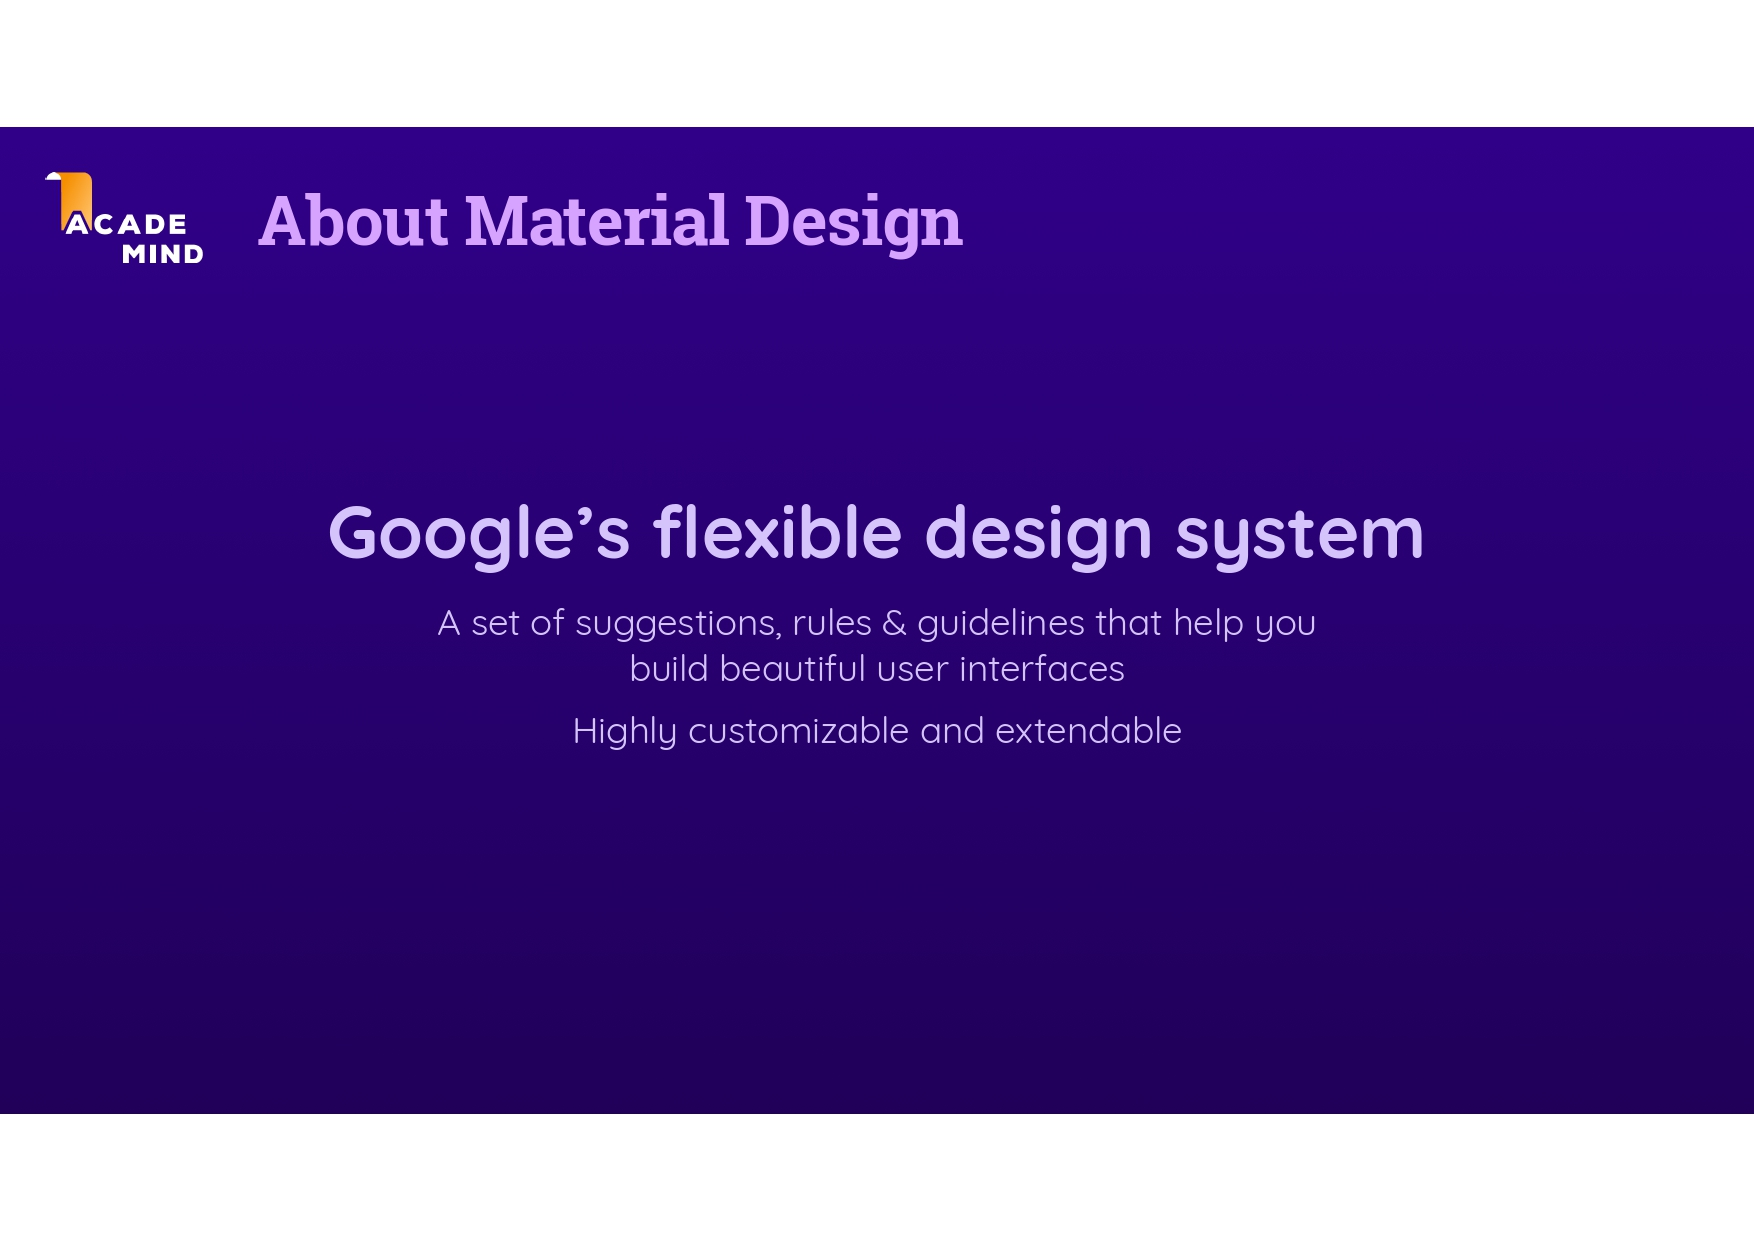 ACADE
MIND
About Material Design
Google’s flexible design system
A set of suggestions, rules & guidelines that help you
build beautiful user interfaces
Highly customizable and extendable